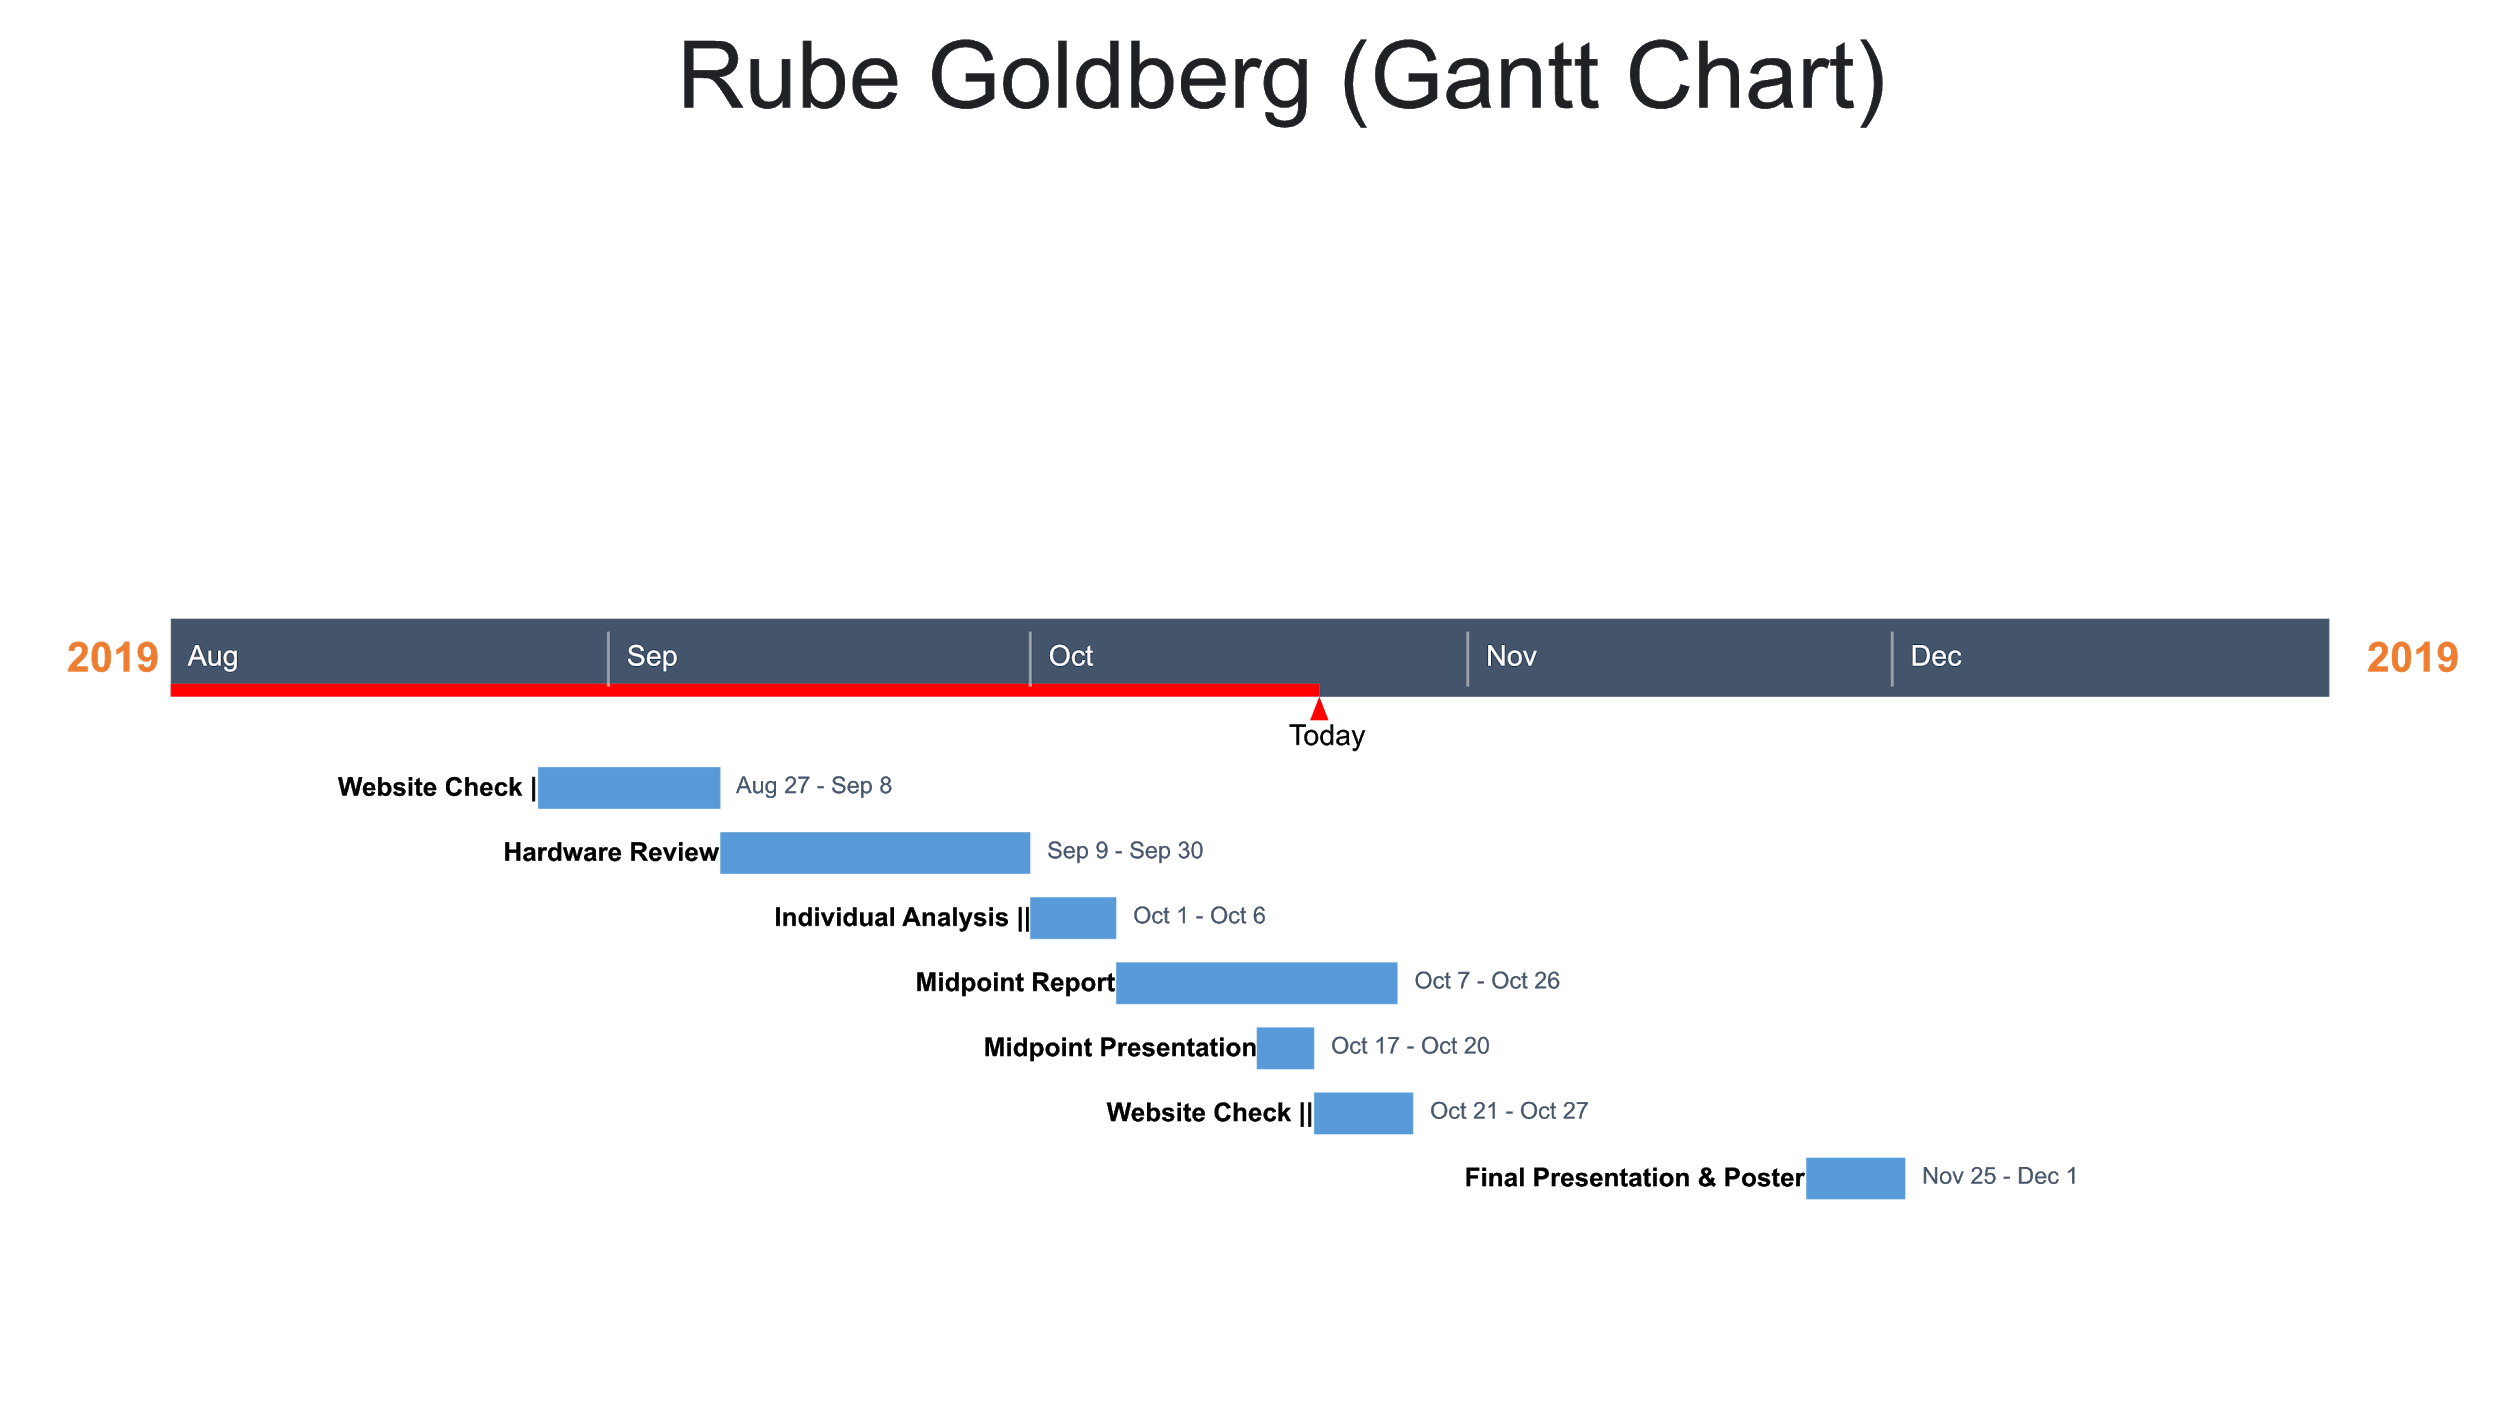 Rube Goldberg (Gantt Chart)
2019 Aug Sep Oct Nov Dec 2019
Today
Website Check | Aug 27 - Sep 8
Hardware Review Sep 9 - Sep 30
Individual Analysis || Oct 1 - Oct 6
Midpoint Report Oct 7 - Oct 26
Midpoint Presentation Oct 17 - Oct 20
Website Check || Oct 21 - Oct 27
Final Presentation & Poster Nov 25 - Dec 1